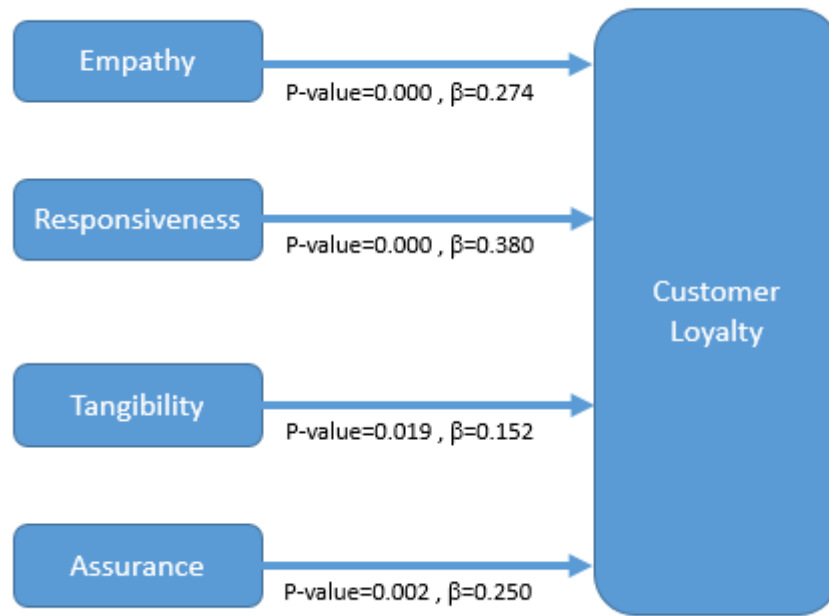 Empathy
P-value=0.000 , β=0.274
Responsiveness
P-value=0.000 , β=0.380
Customer
Loyalty
Tangibility
P-value=0.019 , β=0.152
Assurance
P-value=0.002 , β=0.250